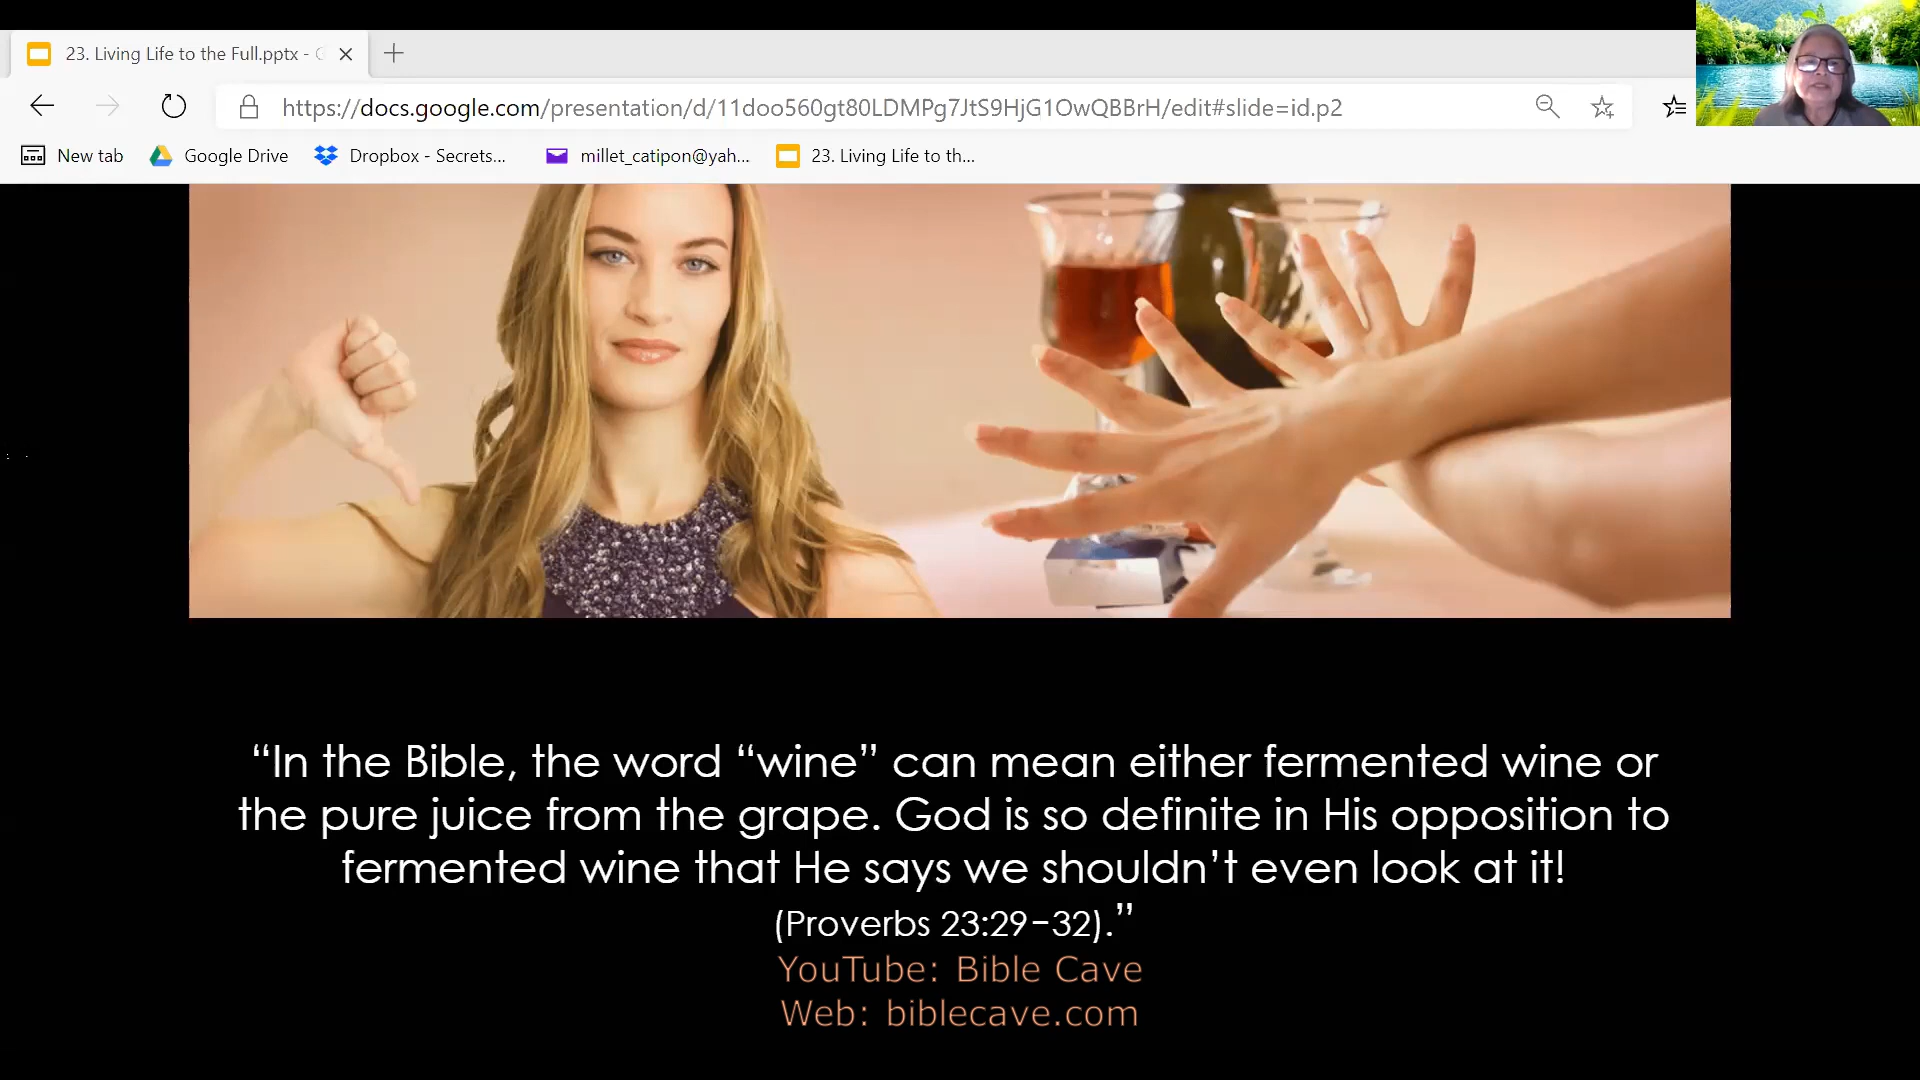 23. Living Life to the Full.pptx -
https://docs.google.com/presentation/d/11doo560gt80LDMPg7JtS9HjG1OwQBBrH/edit#slide=id.p2
New tab Google Drive Dropbox - Secrets... millet_catipon@yah... 23. Living Life to th...
“In the Bible, the word “wine” can mean either fermented wine or
the pure juice from the grape. God is so definite in His opposition to
fermented wine that He says we shouldn’t even look at it!
(Proverbs 23:29–32).”
YouTube: Bible Cave
Web: biblecave.com